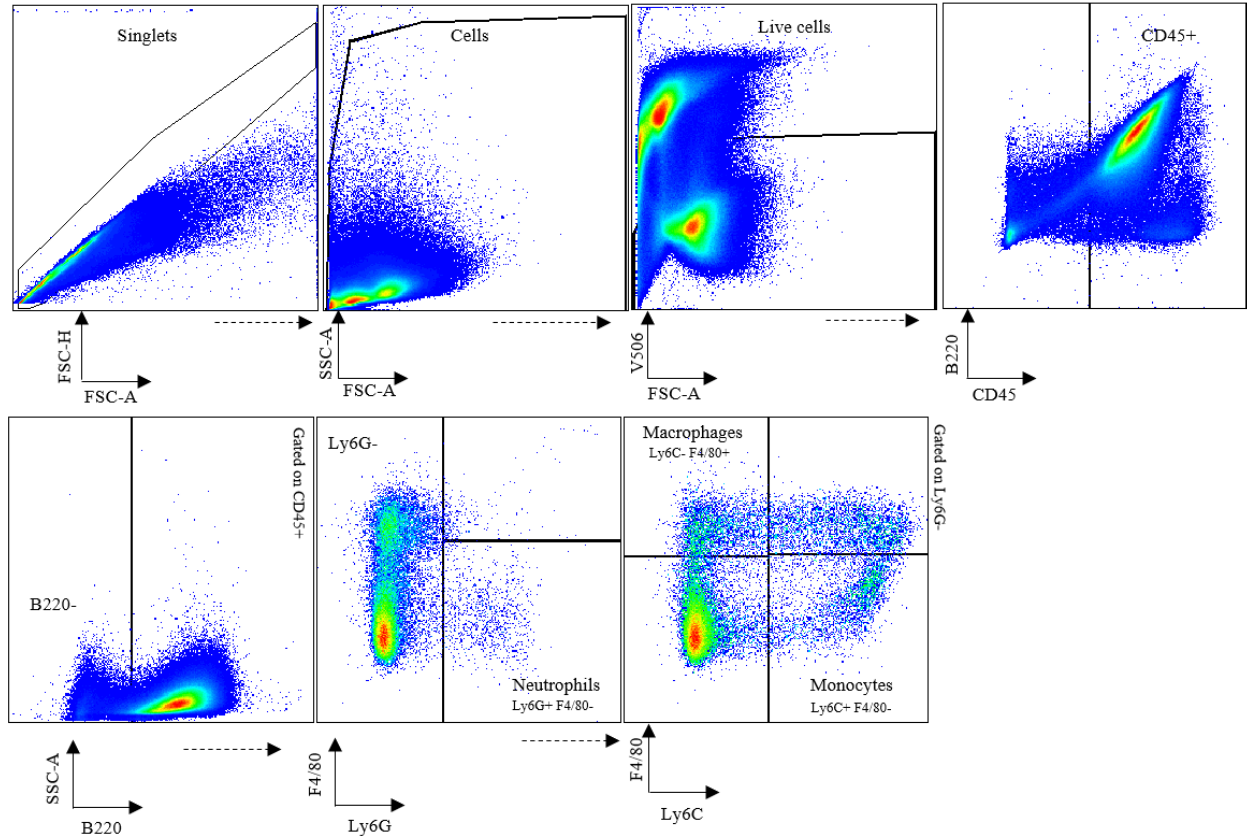 Singlets
FSC-H
FSC-A
Cells
SSC-A
FSC-A
Live cells
V506
FSC-A
CD45+
B220
CD45
Gated on CD45+
B220-
SSC-A
B220
Ly6G-
Neutrophils
Ly6G+ F4/80-
F4/80
Ly6G
Macrophages
Ly6C- F4/80+
Gated on Ly6G-
Monocytes
Ly6C+ F4/80-
F4/80
Ly6C